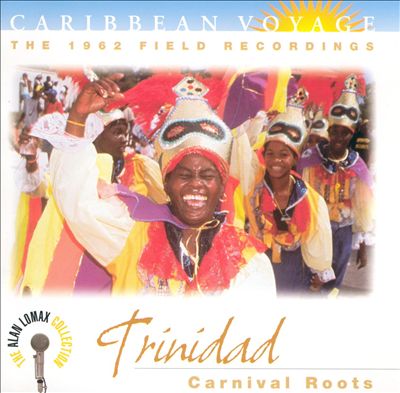 CARIBBEAN VOYAGE
THE 1962 FIELD RECORDINGS
THE ALAN LOMAX COLLECTION
Trinidad
Carnival Roots